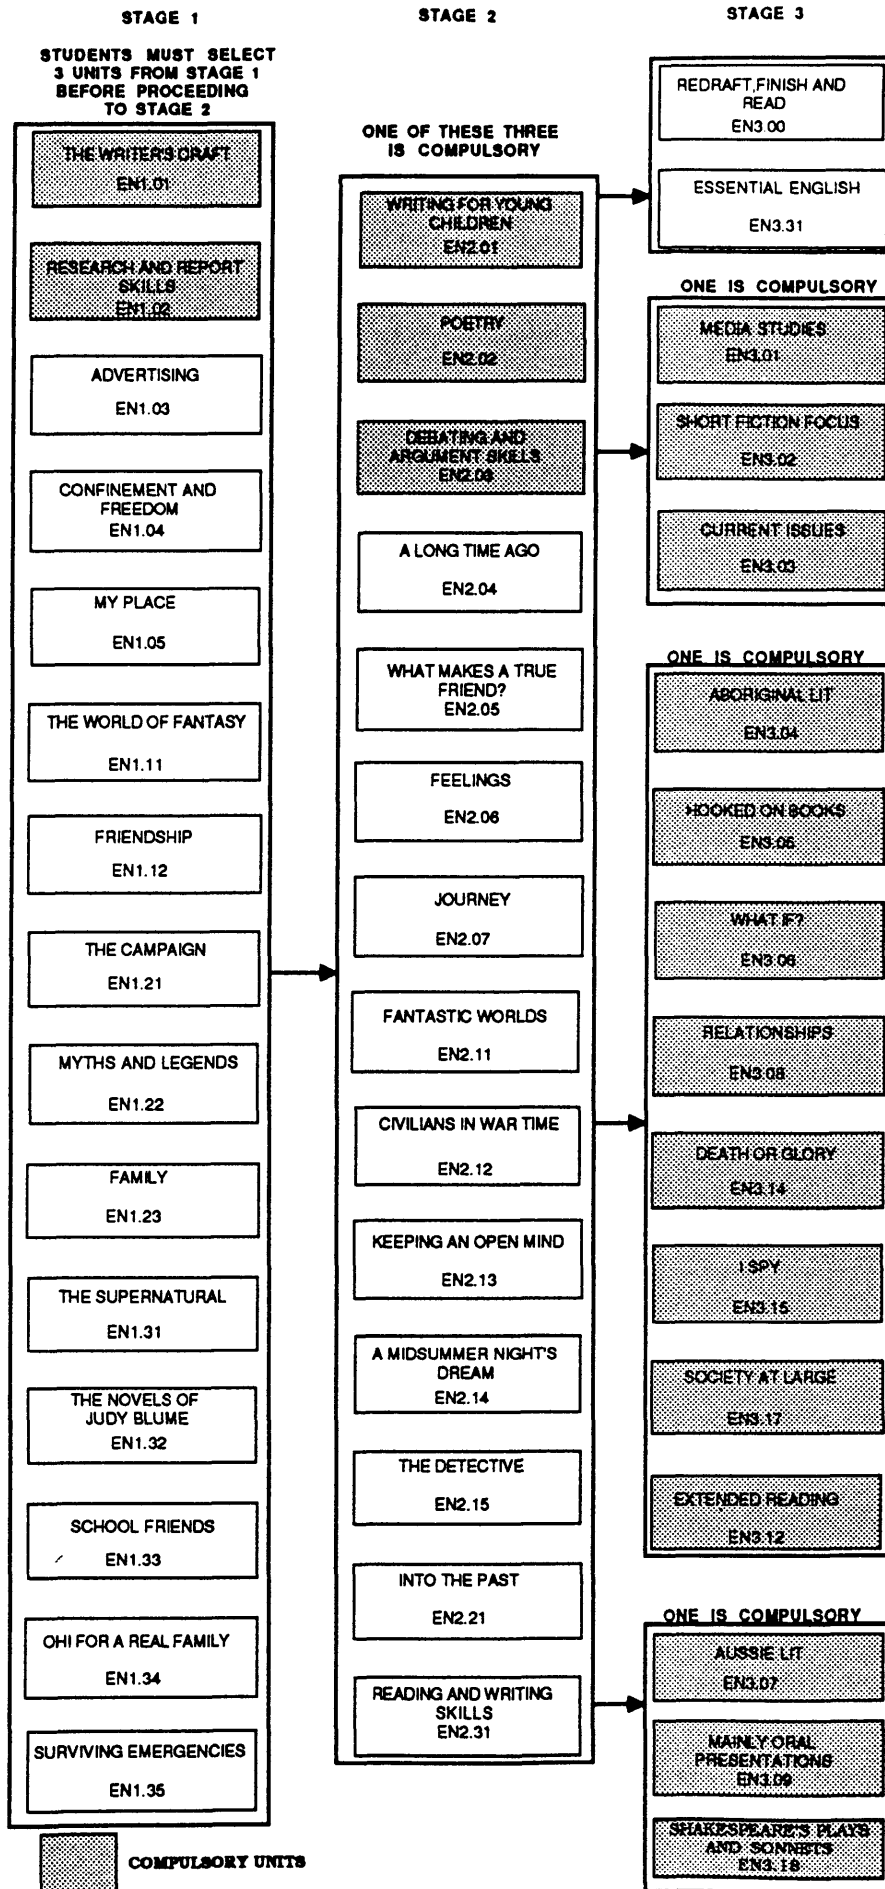 STAGE 1
STUDENTS MUST SELECT
3 UNITS FROM STAGE 1
BEFORE PROCEEDING
TO STAGE 2
THE WRITER'S DRAFT
EN1.01
RESEARCH AND REPORT
SKILLS
EN1.02
ADVERTISING
EN1.03
CONFINEMENT AND
FREEDOM
EN1.04
MY PLACE
EN1.05
THE WORLD OF FANTASY
EN1.11
FRIENDSHIP
EN1.12
THE CAMPAIGN
EN1.21
MYTHS AND LEGENDS
EN1.22
FAMILY
EN1.23
THE SUPERNATURAL
EN1.31
THE NOVELS OF
JUDY BLUME
EN1.32
SCHOOL FRIENDS
EN1.33
OH! FOR A REAL FAMILY
EN1.34
SURVIVING EMERGENCIES
EN1.35
COMPULSORY UNITS
STAGE 2
ONE OF THESE THREE
IS COMPULSORY
WRITING FOR YOUNG
CHILDREN
EN2.01
POETRY
EN2.02
DEBATING AND
ARGUMENT SKILLS
EN2.03
A LONG TIME AGO
EN2.04
WHAT MAKES A TRUE
FRIEND?
EN2.05
FEELINGS
EN2.06
JOURNEY
EN2.07
FANTASTIC WORLDS
EN2.11
CIVILIANS IN WAR TIME
EN2.12
KEEPING AN OPEN MIND
EN2.13
A MIDSUMMER NIGHT'S
DREAM
EN2.14
THE DETECTIVE
EN2.15
INTO THE PAST
EN2.21
READING AND WRITING
SKILLS
EN2.31
STAGE 3
REDRAFT,FINISH AND
READ
EN3.00
ESSENTIAL ENGLISH
EN3.31
ONE IS COMPULSORY
MEDIA STUDIES
EN3.01
SHORT FICTION FOCUS
EN3.02
CURRENT ISSUES
EN3.03
ONE IS COMPULSORY
ABORIGINAL LIT
EN3.04
HOOKED ON BOOKS
EN3.05
WHAT IF?
EN3.06
RELATIONSHIPS
EN3.08
DEATH OR GLORY
EN3.14
I SPY
EN3.15
SOCIETY AT LARGE
EN3.17
EXTENDED READING
EN3.12
ONE IS COMPULSORY
AUSSIE LIT
EN3.07
MAINLY ORAL
PRESENTATIONS
EN3.09
SHAKESPEARE'S PLAYS
AND SONNETS
EN3.18